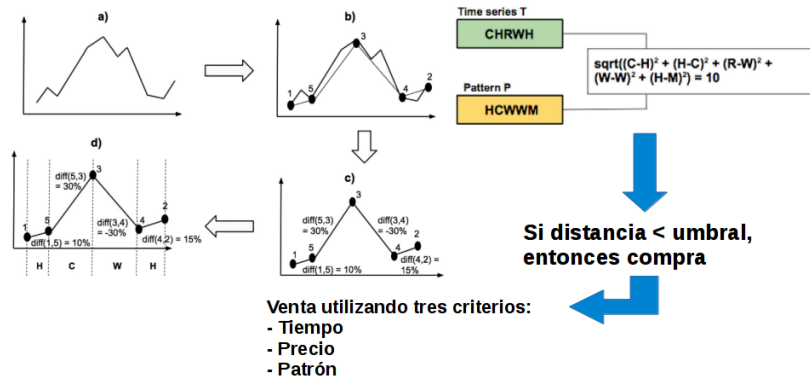 a)
b)
1
5
3
4
2
Time series T
CHRWH
sqrt((C-H)² + (H-C)² + (R-W)² +
(W-W)² + (H-M)²) = 10
Pattern P
HCWWM
d)
diff(5,3)
= 30%
3
diff(3,4)
= -30%
1
5
4
2
diff(1,5) = 10%
diff(4,2) = 15%
H
C
W
H
c)
3
diff(5,3)
= 30%
diff(3,4)
= -30%
1
5
4
2
diff(1,5) = 10%
diff(4,2) =
15%
Si distancia < umbral,
entonces compra
Venta utilizando tres criterios:
- Tiempo
- Precio
- Patrón